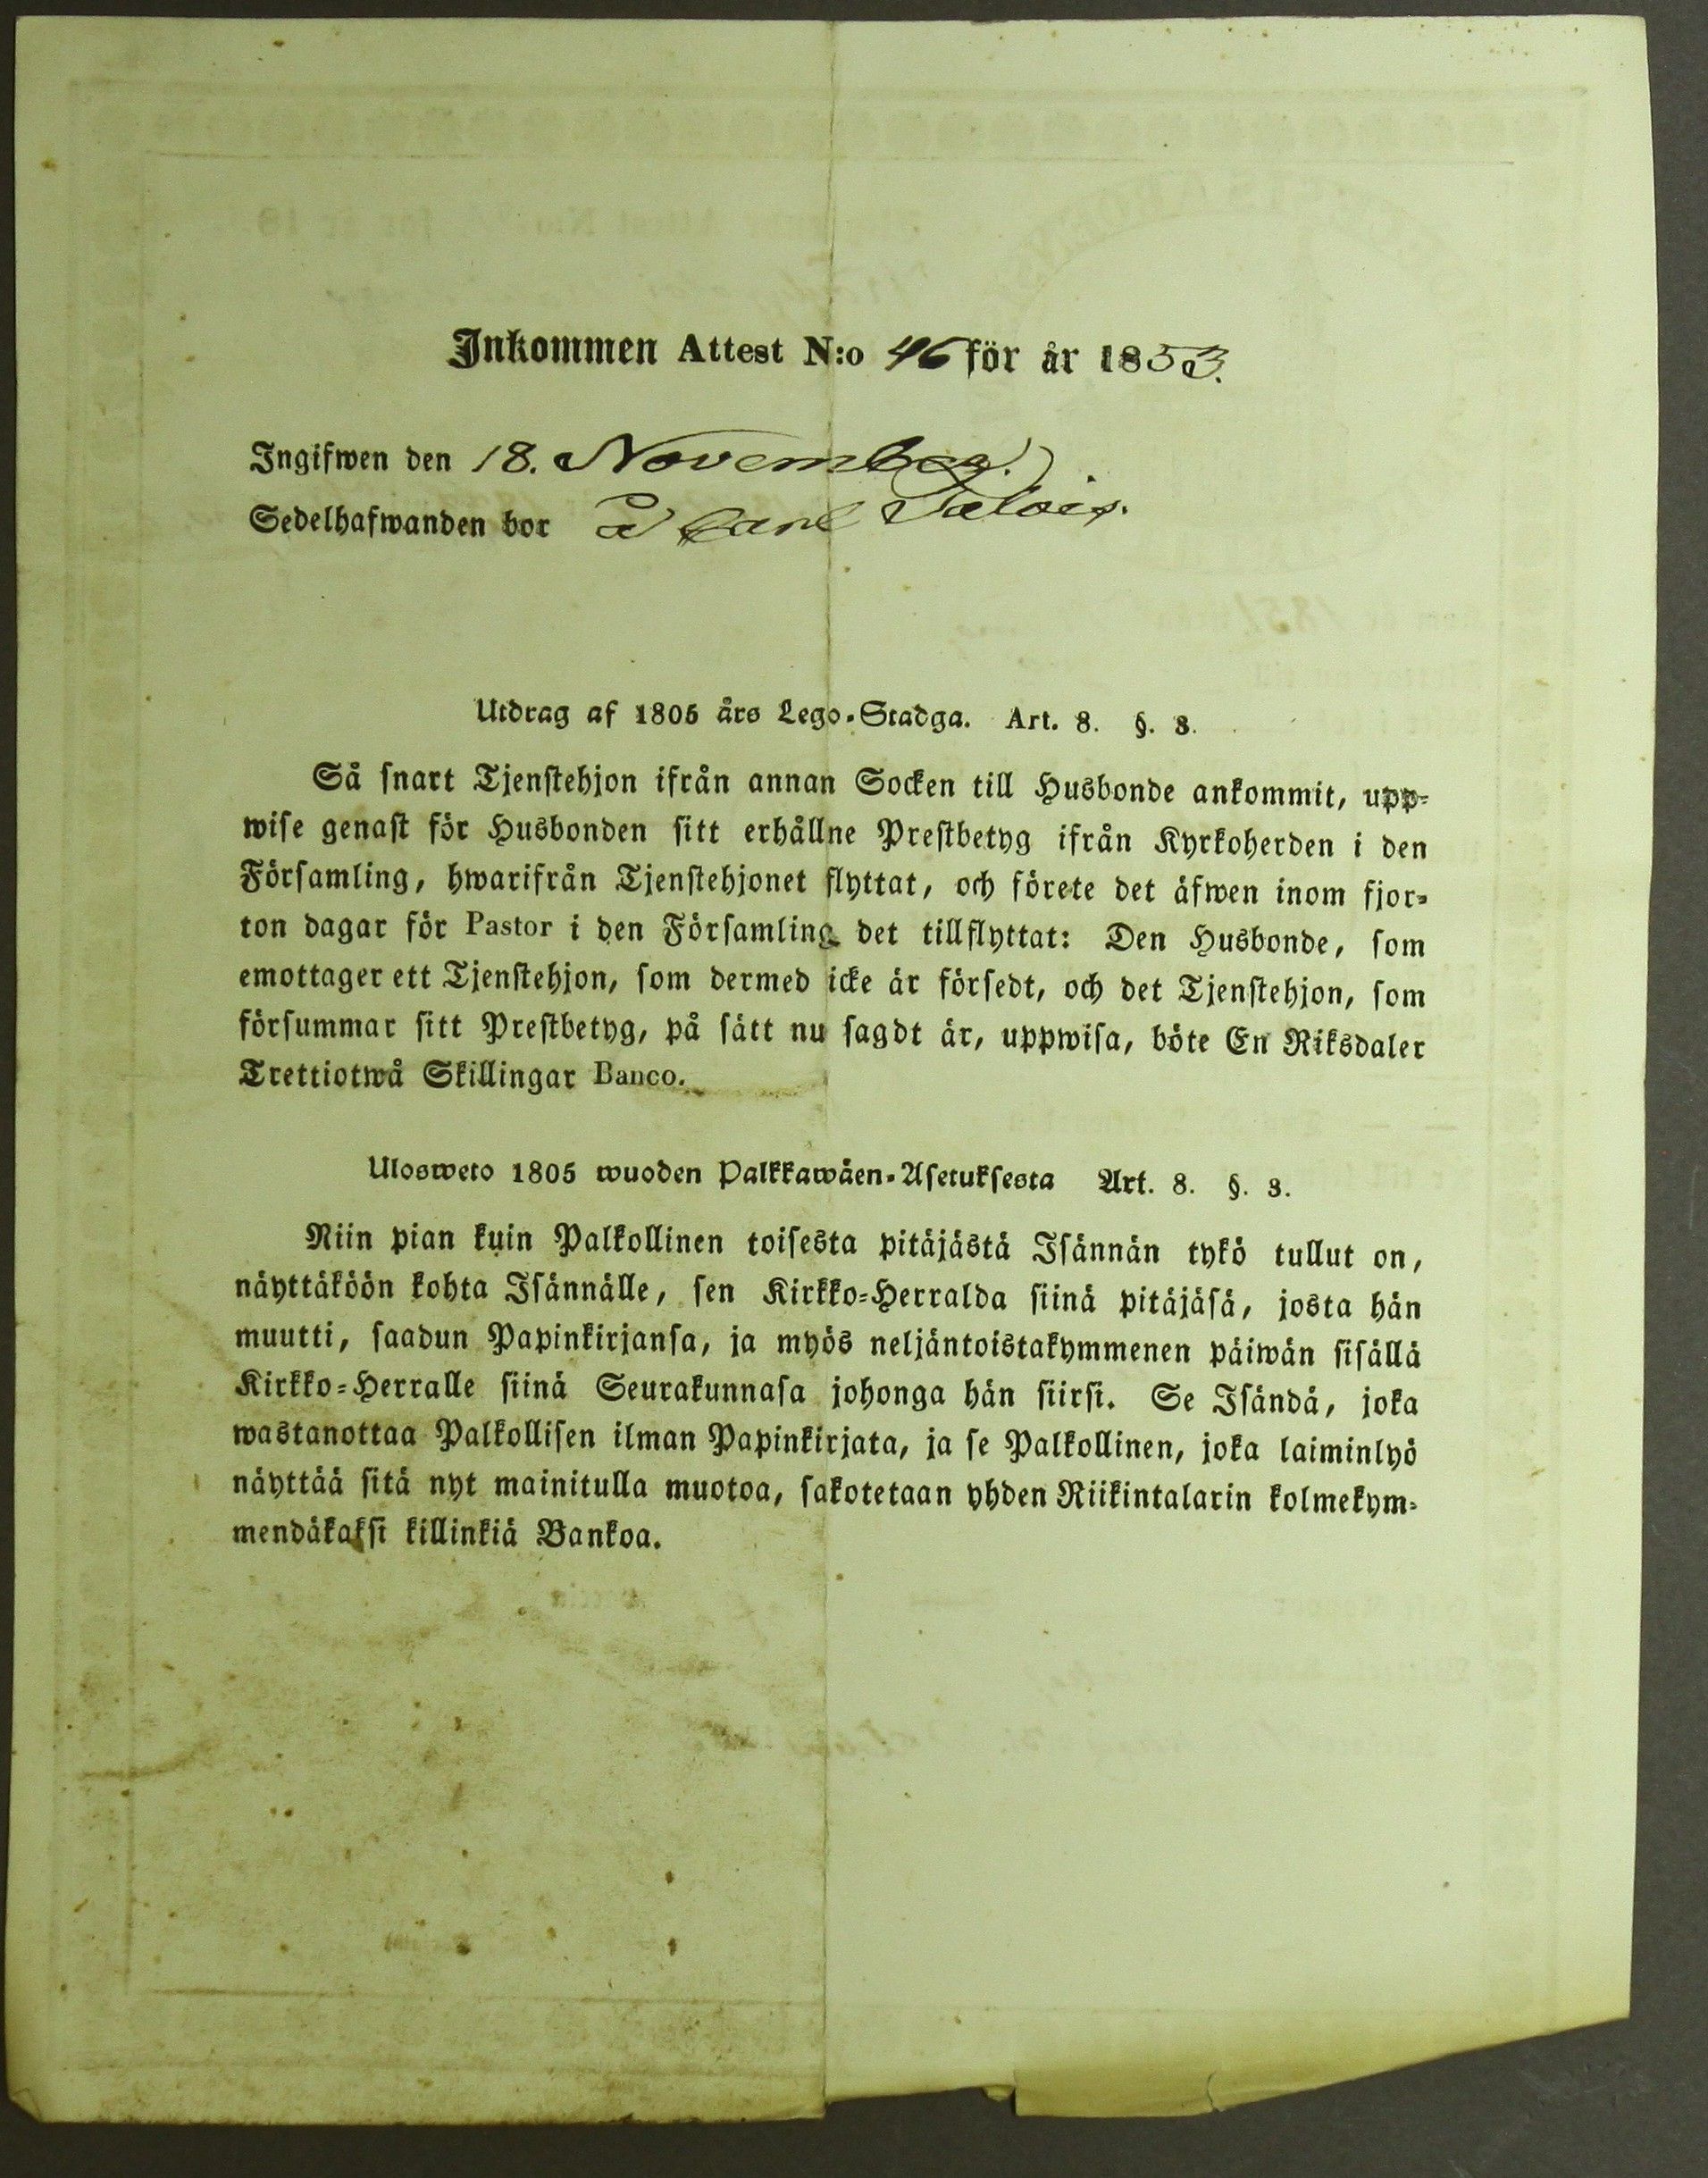 Inkommen Attest N:o 46 för år 1853.
Ingifwen den 18. November.
Sedelhafwanden bor å Carl Talois.
Utdrag af 1805 års Lego-Stadga. Art. 8. §. 3.
Så snart Tjenstehjon ifrån annan Socken till Husbonde ankommit, upp-
wise genast för Husbonden sitt erhållne Prestbetyg ifrån Kyrkoherden i den
Församling, hwarifrån Tjenstehjonet flyttat, och förete det äfwen inom fjor-
ton dagar för Pastor i den Församling det tillflyttat: Den Husbonde, som
emottager ett Tjenstehjon, som dermed icke är försedt, och det Tjenstehjon, som
försummar sitt Prestbetyg, på sätt nu sagdt är, uppwisa, böte En Riksdaler
Trettiotwå Skillingar Banco.
Ulosweto 1805 wuoden Palkkawäen-Asetuksesta Art. 8. §. 3.
Niin pian kuin Palkollinen toisesta pitäjästä Isännän tykö tullut on,
näyttäköön kohta Isännälle, sen Kirkko-Herralda siinä pitäjäsä, josta hän
muutti, saadun Papinkirjansa, ja myös neljäntoistakymmenen päiwän sisällä
Kirkko-Herralle siinä Seurakunnasa johonga hän siirsi. Se Isändä, joka
wastanottaa Palkollisen ilman Papinkirjata, ja se Palkollinen, joka laiminlyö
näyttää sitä nyt mainitulla muotoa, sakotetaan yhden Riikintalarin kolmekym-
mendäkaksi killinkiä Bankoa.